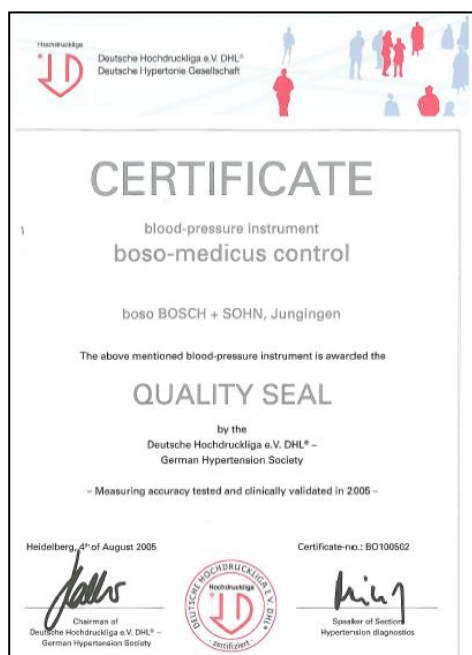 Hochdruckliga
Deutsche Hochdruckliga e.V. DHL®
Deutsche Hypertonie Gesellschaft
CERTIFICATE
blood-pressure instrument
boso-medicus control
boso BOSCH + SOHN, Jungingen
The above mentioned blood-pressure instrument is awarded the
QUALITY SEAL
by the
Deutsche Hochdruckliga e.V. DHL® –
German Hypertension Society
– Measuring accuracy tested and clinically validated in 2005 –
Heidelberg, 4th of August 2005
Certificate-no.: BO100502
Chairman of
Deutsche Hochdruckliga e.V. DHL® –
German Hypertension Society
DEUTSCHE HOCHDRUCKLIGA E.V. DHL®
Hochdruckliga
- zertifiziert -
Speaker of Section
Hypertension diagnostics